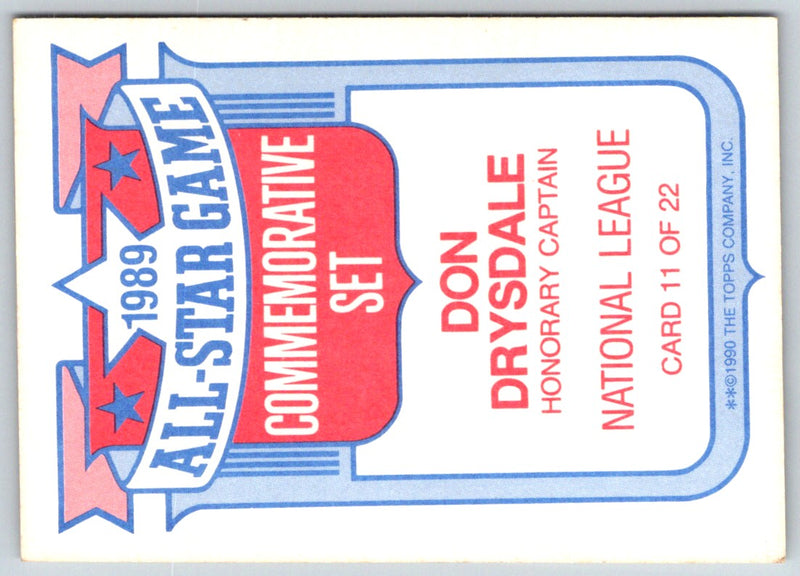 1989
ALL-STAR GAME
COMMEMORATIVE
SET
DON
DRYSDALE
HONORARY CAPTAIN
NATIONAL LEAGUE
CARD 11 OF 22
**©1990 THE TOPPS COMPANY, INC.